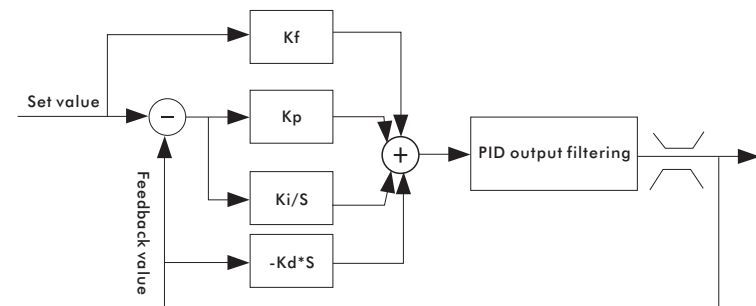 Kf
Set value
−
Kp
+
PID output filtering
Feedback value
Ki/S
-Kd*S